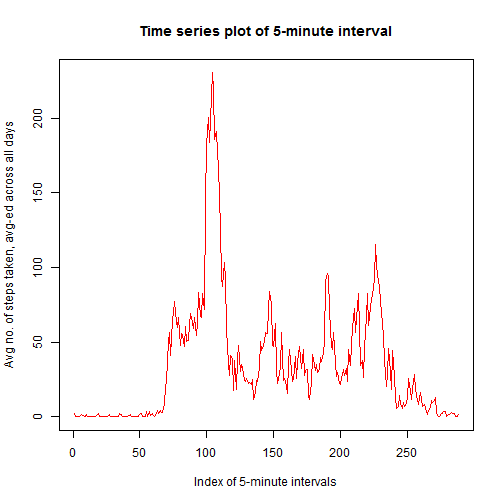 Time series plot of 5-minute interval
Avg no. of steps taken, avg-ed across all days
200
150
100
50
0
0 50 100 150 200 250
Index of 5-minute intervals